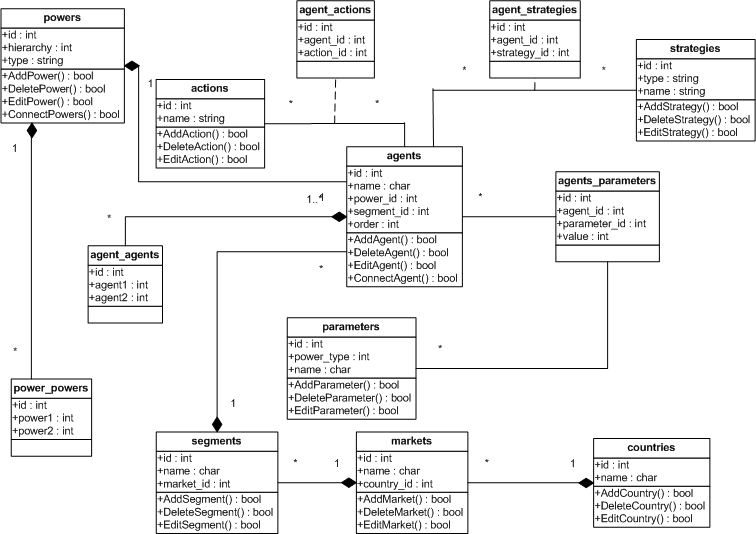 powers
+id : int
+hierarchy : int
+type : string
+AddPower() : bool
+DeletePower() : bool
+EditPower() : bool
+ConnectPowers() : bool
agent_actions
+id : int
+agent_id : int
+action_id : int
agent_strategies
+id : int
+agent_id : int
+strategy_id : int
strategies
+id : int
+type : string
+name : string
+AddStrategy() : bool
+DeleteStrategy() : bool
+EditStrategy() : bool
1
*
*
actions
+id : int
+name : string
+AddAction() : bool
+DeleteAction() : bool
+EditAction() : bool
*
*
1
agents
+id : int
+name : char
+power_id : int
+segment_id : int
+order : int
+AddAgent() : bool
+DeleteAgent() : bool
+EditAgent() : bool
+ConnectAgent() : bool
agents_parameters
+id : int
+agent_id : int
+parameter_id : int
+value : int
*
*
agent_agents
+id : int
+agent1 : int
+agent2 : int
*
parameters
+id : int
+power_type : int
+name : char
+AddParameter() : bool
+DeleteParameter() : bool
+EditParameter() : bool
*
*
power_powers
+id : int
+power1 : int
+power2 : int
1
segments
+id : int
+name : char
+market_id : int
+AddSegment() : bool
+DeleteSegment() : bool
+EditSegment() : bool
*
1
markets
+id : int
+name : char
+country_id : int
+AddMarket() : bool
+DeleteMarket() : bool
+EditMarket() : bool
*
1
countries
+id : int
+name : char
+AddCountry() : bool
+DeleteCountry() : bool
+EditCountry() : bool